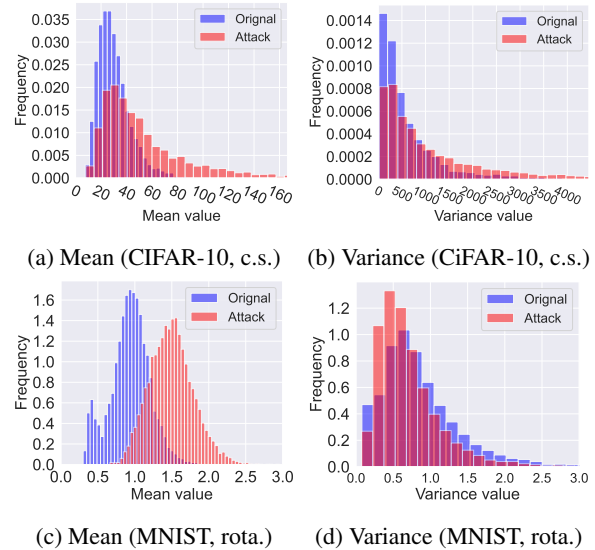 0.035
0.030
0.025
0.020
0.015
0.010
0.005
0.000
Frequency
0 20 40 60 80 100 120 140 160
Mean value
Orignal
Attack
0.0014
0.0012
0.0010
0.0008
0.0006
0.0004
0.0002
0.0000
Frequency
0 500 1000 1500 2000 2500 3000 3500 4000
Variance value
Orignal
Attack
(a) Mean (CIFAR-10, c.s.)
(b) Variance (CiFAR-10, c.s.)
1.6
1.4
1.2
1.0
0.8
0.6
0.4
0.2
0.0
Frequency
0.0 0.5 1.0 1.5 2.0 2.5 3.0
Mean value
Orignal
Attack
1.2
1.0
0.8
0.6
0.4
0.2
0.0
Frequency
0.0 0.5 1.0 1.5 2.0 2.5 3.0
Variance value
Orignal
Attack
(c) Mean (MNIST, rota.)
(d) Variance (MNIST, rota.)